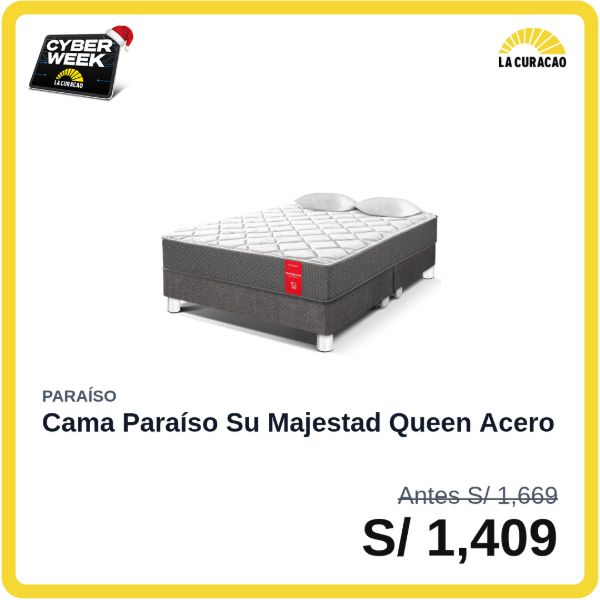 CYBER
WEEK
LA CURACAO
LA CURACAO
PARAÍSO
Cama Paraíso Su Majestad Queen Acero
Antes S/ 1,669
S/ 1,409